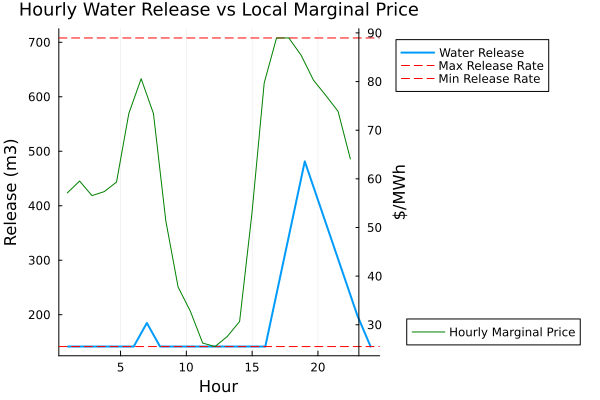 Hourly Water Release vs Local Marginal Price
Release (m3)
700
600
500
400
300
200
5
10
15
20
Hour
90
80
70
60
50
40
30
$/MWh
Water Release
Max Release Rate
Min Release Rate
Hourly Marginal Price